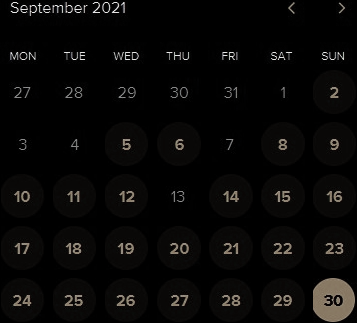 September 2021
MON TUE WED THU FRI SAT SUN
27 28 29 30 31 1 2
3 4 5 6 7 8 9
10 11 12 13 14 15 16
17 18 19 20 21 22 23
24 25 26 27 28 29 30